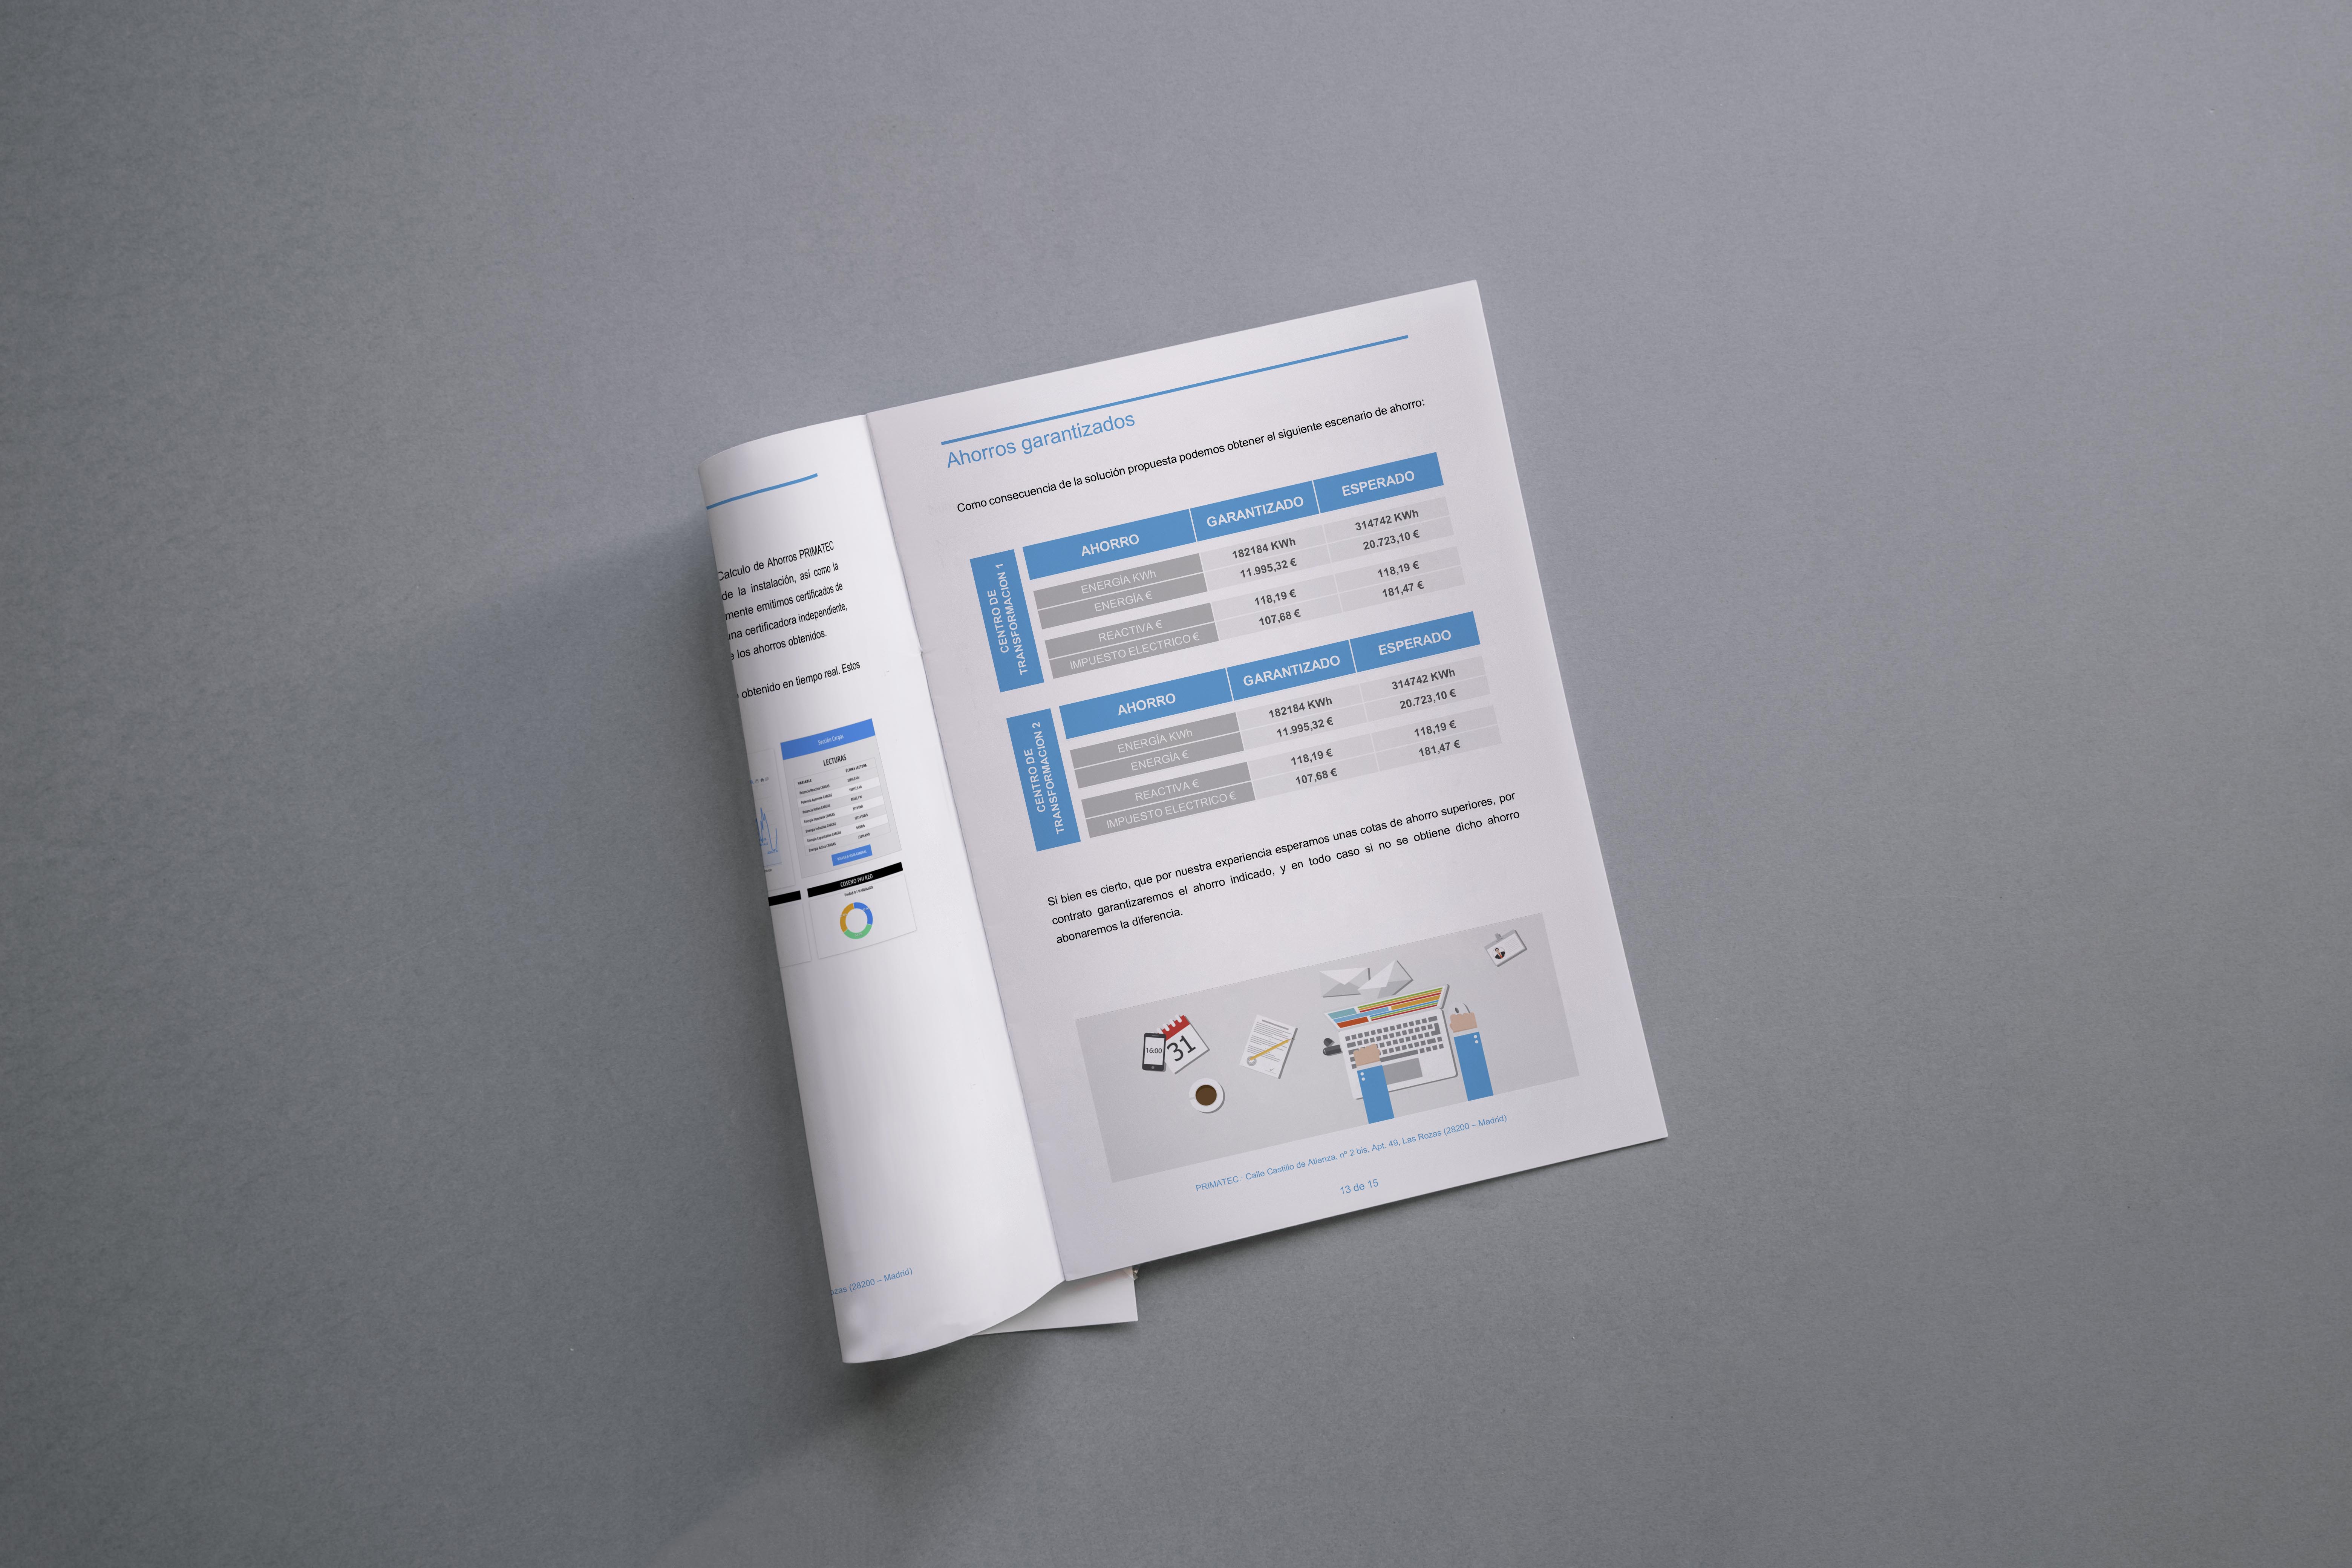 Calculo de Ahorros PRIMATEC
de la instalación, así como la
mente emitimos certificados de
una certificadora independiente,
e los ahorros obtenidos.
obtenido en tiempo real. Estos
Sección Cargas
LECTURAS
COSENO PHI RED
ozas (28200 – Madrid)
Ahorros garantizados
Como consecuencia de la solución propuesta podemos obtener el siguiente escenario de ahorro:
CENTRO DE
TRANSFORMACION 1
AHORRO GARANTIZADO ESPERADO
ENERGÍA KWh 182184 KWh 314742 KWh
ENERGÍA € 11.995,32 € 20.723,10 €
REACTIVA € 118,19 € 118,19 €
IMPUESTO ELECTRICO € 107,68 € 181,47 €
CENTRO DE
TRANSFORMACION 2
AHORRO GARANTIZADO ESPERADO
ENERGÍA KWh 182184 KWh 314742 KWh
ENERGÍA € 11.995,32 € 20.723,10 €
REACTIVA € 118,19 € 118,19 €
IMPUESTO ELECTRICO € 107,68 € 181,47 €
Si bien es cierto, que por nuestra experiencia esperamos unas cotas de ahorro superiores, por
contrato garantizaremos el ahorro indicado, y en todo caso si no se obtiene dicho ahorro
abonaremos la diferencia.
16:00
31
PRIMATEC.· Calle Castillo de Atienza, nº 2 bis, Apt. 49, Las Rozas (28200 – Madrid)
13 de 15